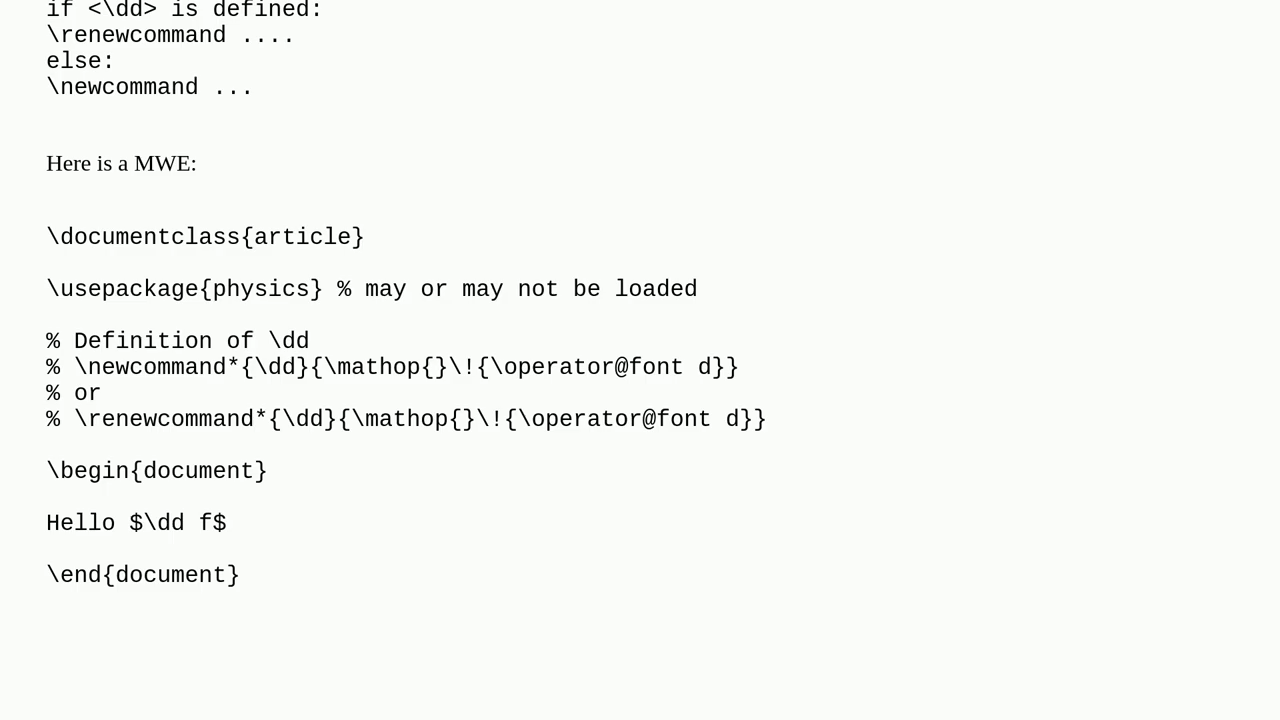 if <\dd> is defined:
\renewcommand ....
else:
\newcommand ...
Here is a MWE:
\documentclass{article}
\usepackage{physics} % may or may not be loaded
% Definition of \dd
% \newcommand*{\dd}{\mathop{}\!{\operator@font d}}
% or
% \renewcommand*{\dd}{\mathop{}\!{\operator@font d}}
\begin{document}
Hello $\dd f$
\end{document}